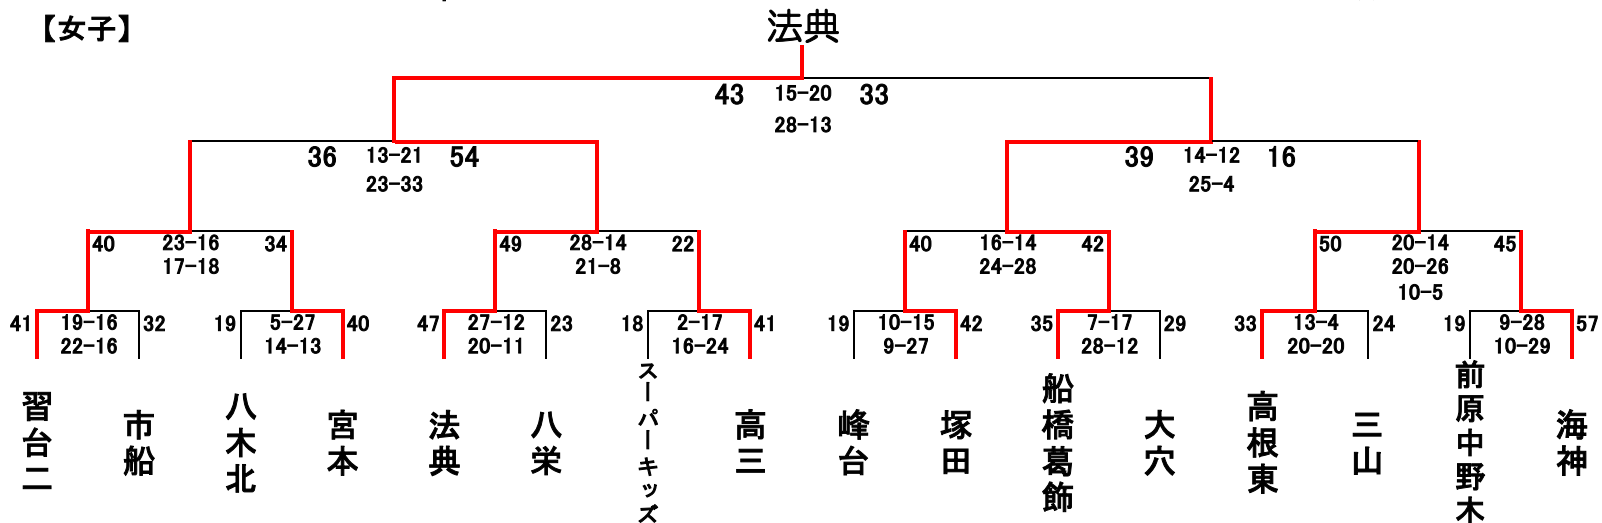 【女子】
法典
43 15-20 33
28-13
36 13-21 54
23-33
39 14-12 16
25-4
40 23-16 34
17-18
49 28-14 22
21-8
40 16-14 42
24-28
50 20-14 45
20-26
10-5
41 19-16 32
22-16
19 5-27 40
14-13
47 27-12 23
20-11
18 2-17 41
16-24
19 10-15 42
9-27
35 7-17 29
28-12
33 13-4 24
20-20
19 9-28 57
10-29
習台二
市船
八木北
宮本
法典
八栄
スーパーキッズ
高三
峰台
塚田
船橋葛飾
大穴
高根東
三山
前原中野木
海神